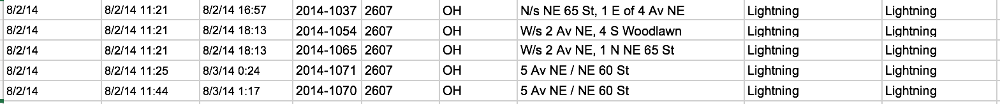 8/2/14 8/2/14 11:21 8/2/14 16:57 2014-1037 2607 OH N/s NE 65 St, 1 E of 4 Av NE Lightning Lightning
8/2/14 8/2/14 11:21 8/2/14 18:13 2014-1054 2607 OH W/s 2 Av NE, 4 S Woodlawn Lightning Lightning
8/2/14 8/2/14 11:21 8/2/14 18:13 2014-1065 2607 OH W/s 2 Av NE, 1 N NE 65 St Lightning Lightning
8/2/14 8/2/14 11:25 8/3/14 0:24 2014-1071 2607 OH 5 Av NE / NE 60 St Lightning Lightning
8/2/14 8/2/14 11:44 8/3/14 1:17 2014-1070 2607 OH 5 Av NE / NE 60 St Lightning Lightning